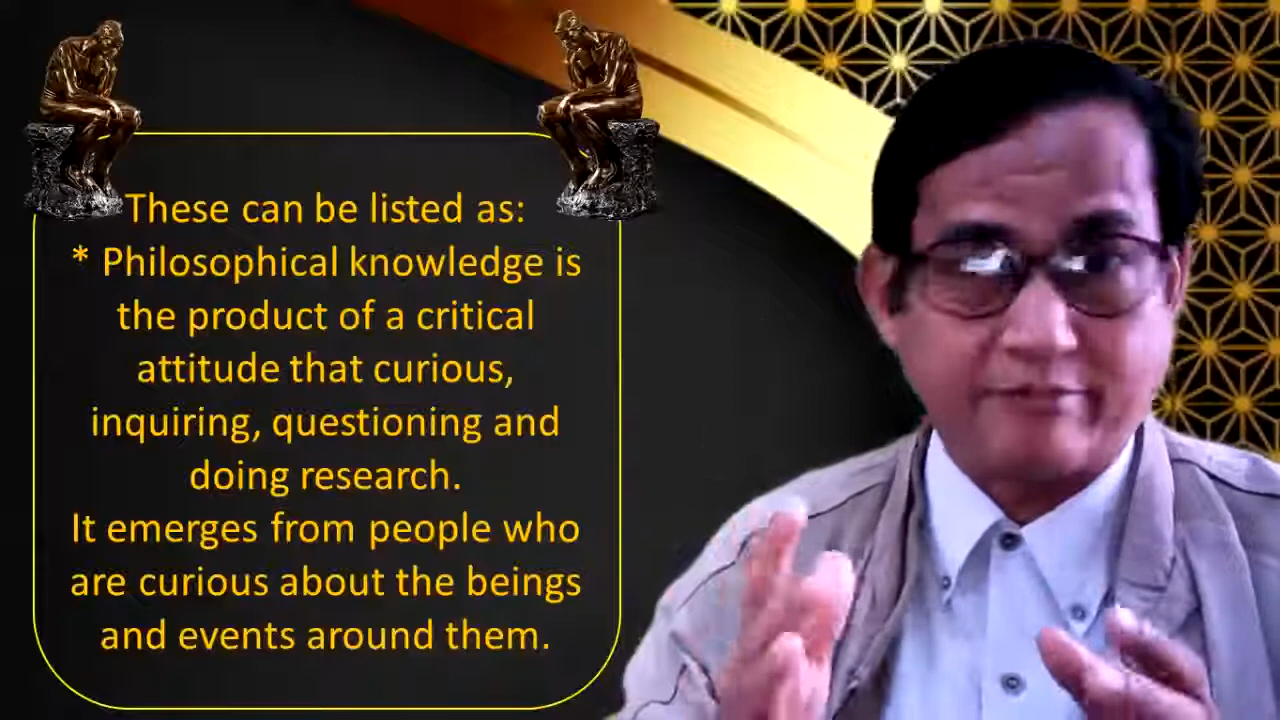 These can be listed as:
* Philosophical knowledge is
the product of a critical
attitude that curious,
inquiring, questioning and
doing research.
It emerges from people who
are curious about the beings
and events around them.